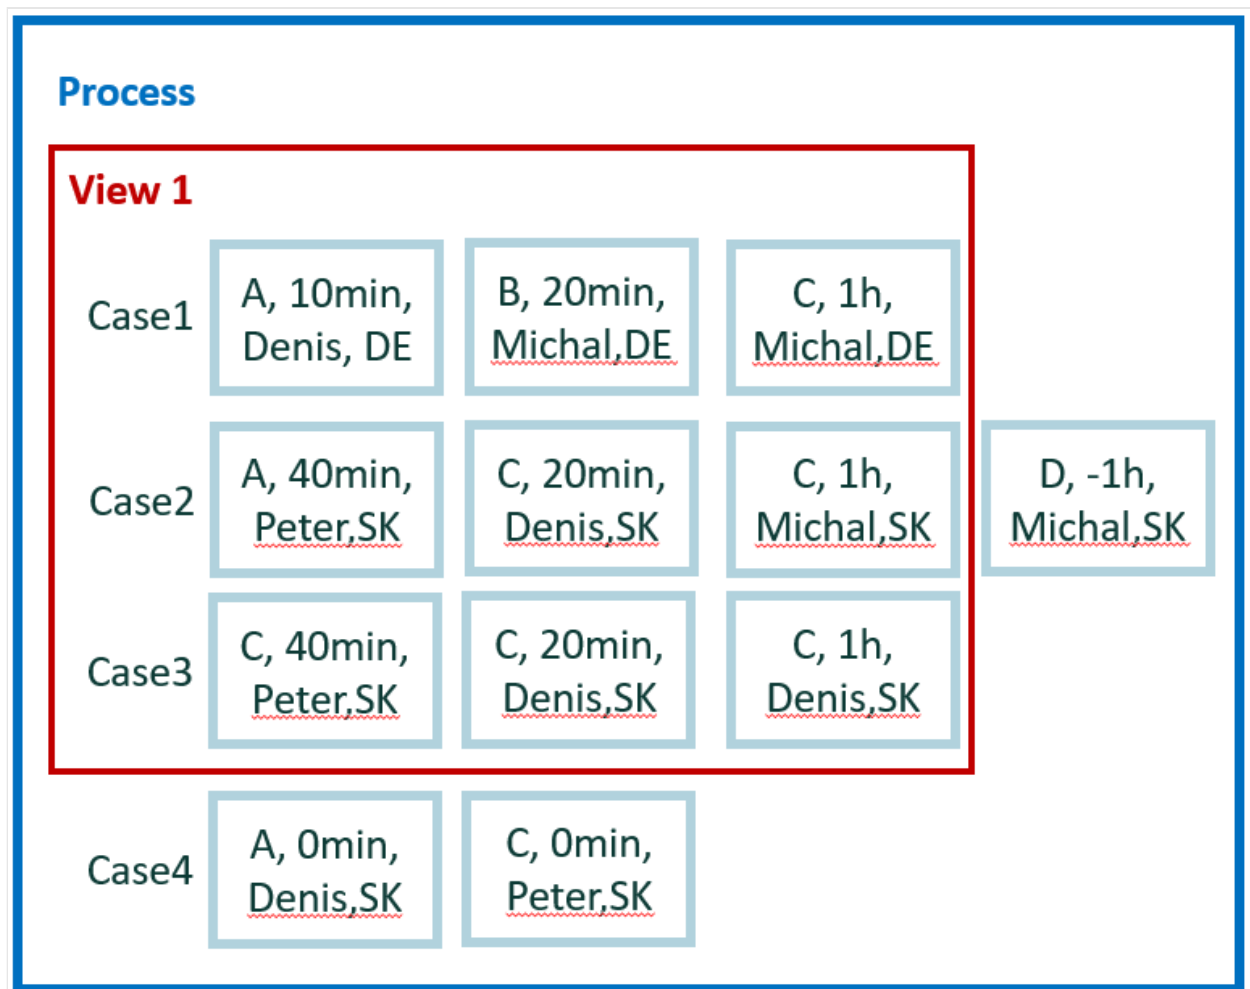 Process
View 1
Case1
A, 10min,
Denis, DE
B, 20min,
Michal,DE
C, 1h,
Michal,DE
Case2
A, 40min,
Peter,SK
C, 20min,
Denis,SK
C, 1h,
Michal,SK
D, -1h,
Michal,SK
Case3
C, 40min,
Peter,SK
C, 20min,
Denis,SK
C, 1h,
Denis,SK
Case4
A, 0min,
Denis,SK
C, 0min,
Peter,SK